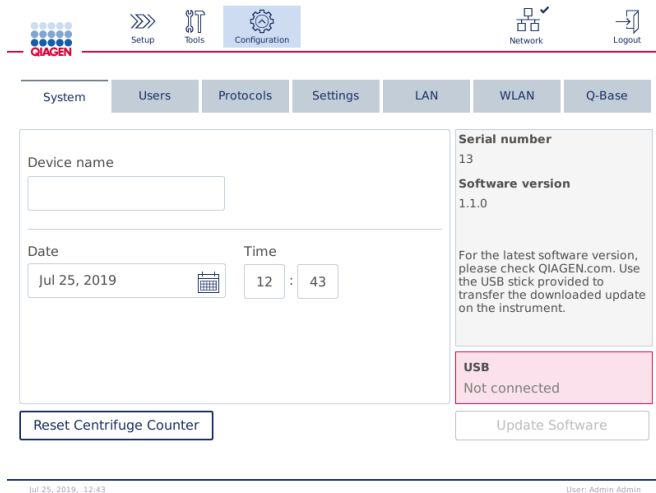 QIAGEN
Setup
Tools
Configuration
Network
Logout
System
Users
Protocols
Settings
LAN
WLAN
Q-Base
Device name
Date
Time
Jul 25, 2019
12 : 43
Serial number
13
Software version
1.1.0
For the latest software version,
please check QIAGEN.com. Use
the USB stick provided to
transfer the downloaded update
on the instrument.
USB
Not connected
Reset Centrifuge Counter
Update Software
Jul 25, 2019, 12:43
User: Admin Admin